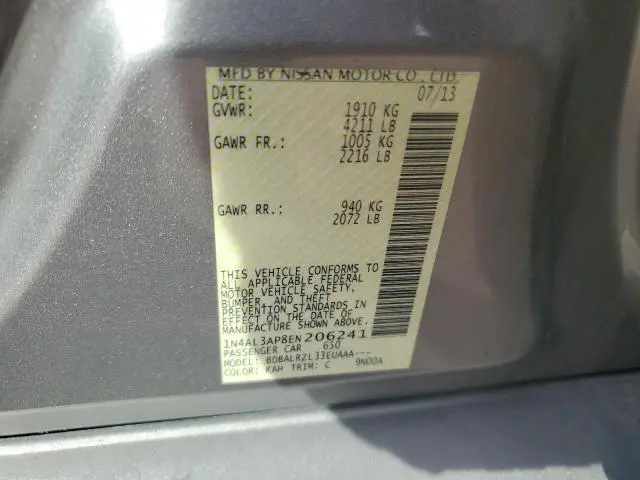 MFD BY NISSAN MOTOR CO., LTD.
DATE: 07/13
GVWR: 1910 KG
4211 LB
GAWR FR.: 1005 KG
2216 LB
GAWR RR.: 940 KG
2072 LB
THIS VEHICLE CONFORMS TO
ALL APPLICABLE FEDERAL
MOTOR VEHICLE SAFETY,
BUMPER, AND THEFT
PREVENTION STANDARDS IN
EFFECT ON THE DATE OF
MANUFACTURE SHOWN ABOVE.
1N4AL3AP8EN206241
PASSENGER CAR 650
MODEL: BDBALRZL33EUAAA---
COLOR: KAH TRIM: C 9N00A